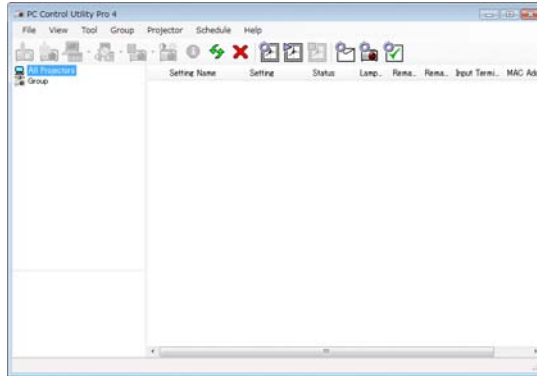 PC Control Utility Pro 4
File View Tool Group Projector Schedule Help
Setting Name Setting Status Lamp... Rema... Rema... Input Termi... MAC Add
All Projectors
Group